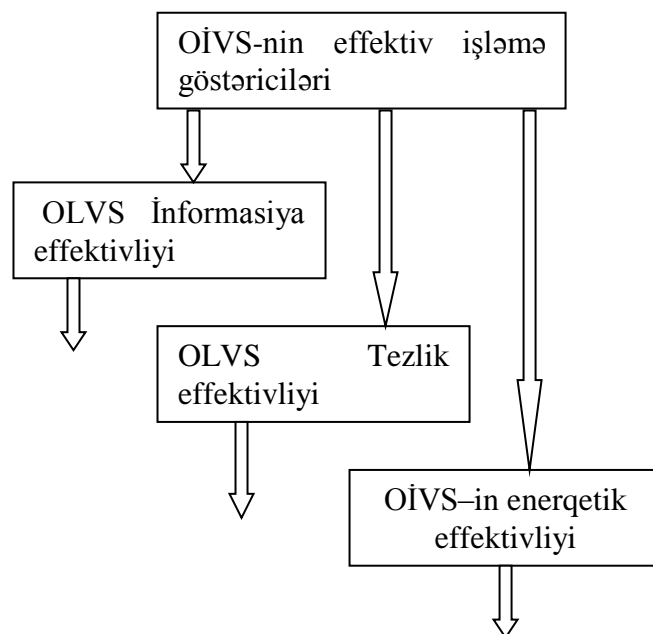 OİVS-nin effektiv işləmə
göstəriciləri
OLVS İnformasiya
effektivliyi
OLVS Tezlik
effektivliyi
OİVS–in enerqetik
effektivliyi